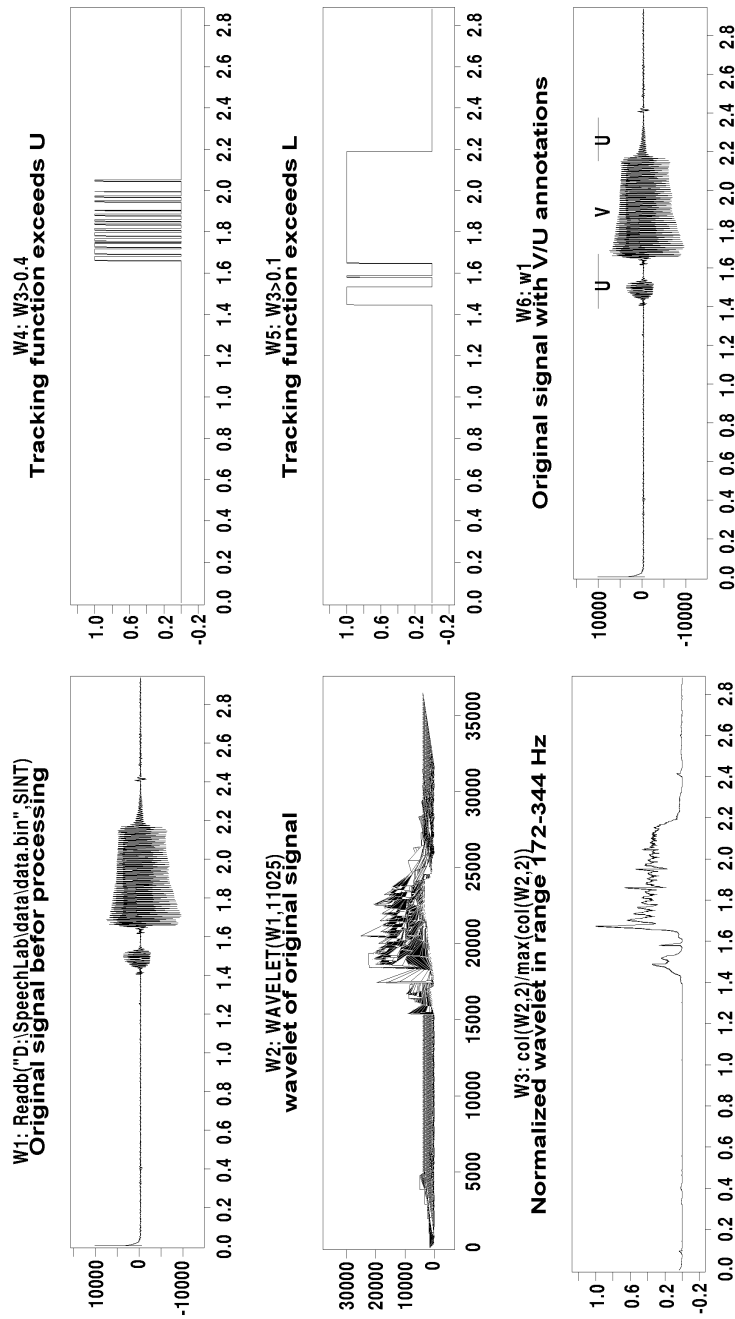 W1: Readb("D:\SpeechLab\data\data.bin",SINT)
Original signal befor processing
10000
0
-10000
0.0 0.2 0.4 0.6 0.8 1.0 1.2 1.4 1.6 1.8 2.0 2.2 2.4 2.6 2.8
W4: W3>0.4
Tracking function exceeds U
1.0
0.6
0.2
-0.2
0.0 0.2 0.4 0.6 0.8 1.0 1.2 1.4 1.6 1.8 2.0 2.2 2.4 2.6 2.8
W2: WAVELET(W1,11025)
wavelet of original signal
30000
20000
10000
0
0 5000 10000 15000 20000 25000 30000 35000
W5: W3>0.1
Tracking function exceeds L
1.0
0.6
0.2
-0.2
0.0 0.2 0.4 0.6 0.8 1.0 1.2 1.4 1.6 1.8 2.0 2.2 2.4 2.6 2.8
W3: col(W2,2)/max(col(W2,2))
Normalized wavelet in range 172-344 Hz
1.0
0.6
0.2
-0.2
0.0 0.2 0.4 0.6 0.8 1.0 1.2 1.4 1.6 1.8 2.0 2.2 2.4 2.6 2.8
W6: w1
Original signal with V/U annotations
U V U
10000
0
-10000
0.0 0.2 0.4 0.6 0.8 1.0 1.2 1.4 1.6 1.8 2.0 2.2 2.4 2.6 2.8